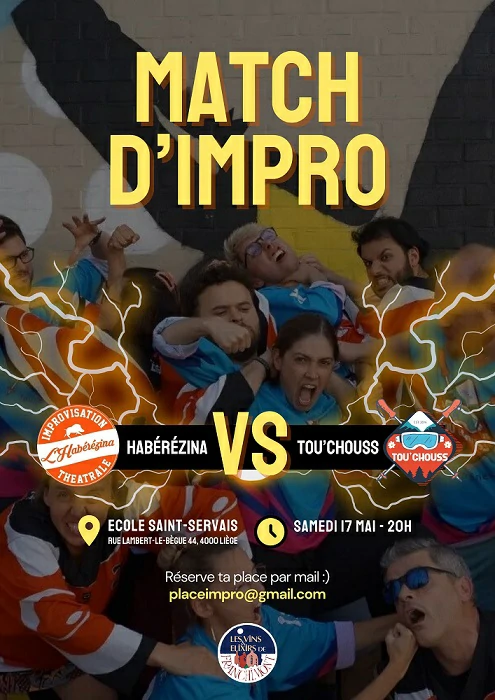 MATCH
D'IMPRO
IMPROVISATION
L'Habérézina
THEATRALE
HABÉRÉZINA
VS
TOU'CHOUSS
TOU'CHOUSS
ECOLE SAINT-SERVAIS
RUE LAMBERT-LE-BÈGUE 44, 4000 LIÈGE
SAMEDI 17 MAI - 20H
Réserve ta place par mail :)
placeimpro@gmail.com
LES VINS
ELIXIRS DE
FRANCHIMONT